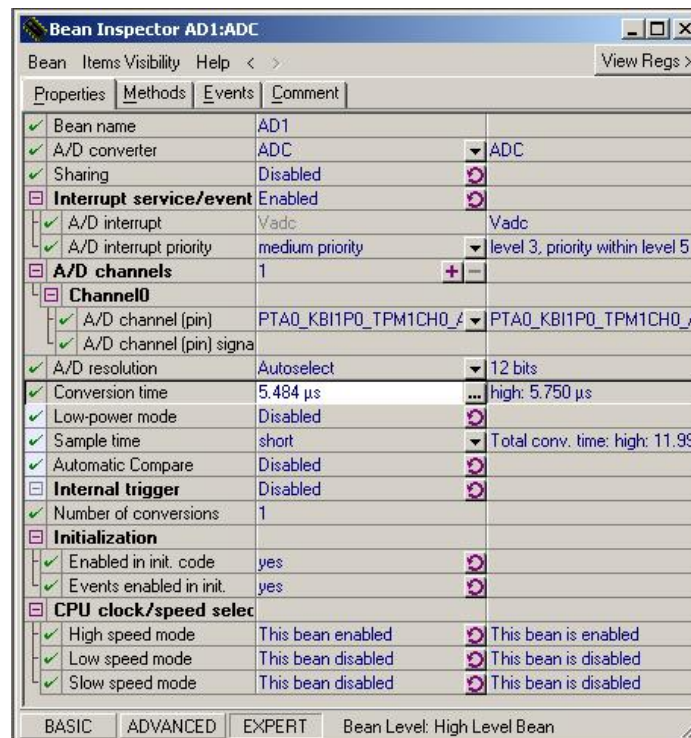 Bean Inspector AD1:ADC
Bean Items Visibility Help < > View Regs >
Properties Methods Events Comment
Bean name AD1
A/D converter ADC ADC
Sharing Disabled
Interrupt service/event Enabled
A/D interrupt Vadc Vadc
A/D interrupt priority medium priority level 3, priority within level 5
A/D channels 1 + -
Channel0
A/D channel (pin) PTA0_KBI1P0_TPM1CH0_A PTA0_KBI1P0_TPM1CH0_A
A/D channel (pin) signa
A/D resolution Autoselect 12 bits
Conversion time 5.484 µs ... high: 5.750 µs
Low-power mode Disabled
Sample time short Total conv. time: high: 11.99
Automatic Compare Disabled
Internal trigger Disabled
Number of conversions 1
Initialization
Enabled in init. code yes
Events enabled in init. yes
CPU clock/speed selec
High speed mode This bean enabled This bean is enabled
Low speed mode This bean disabled This bean is disabled
Slow speed mode This bean disabled This bean is disabled
BASIC ADVANCED EXPERT Bean Level: High Level Bean